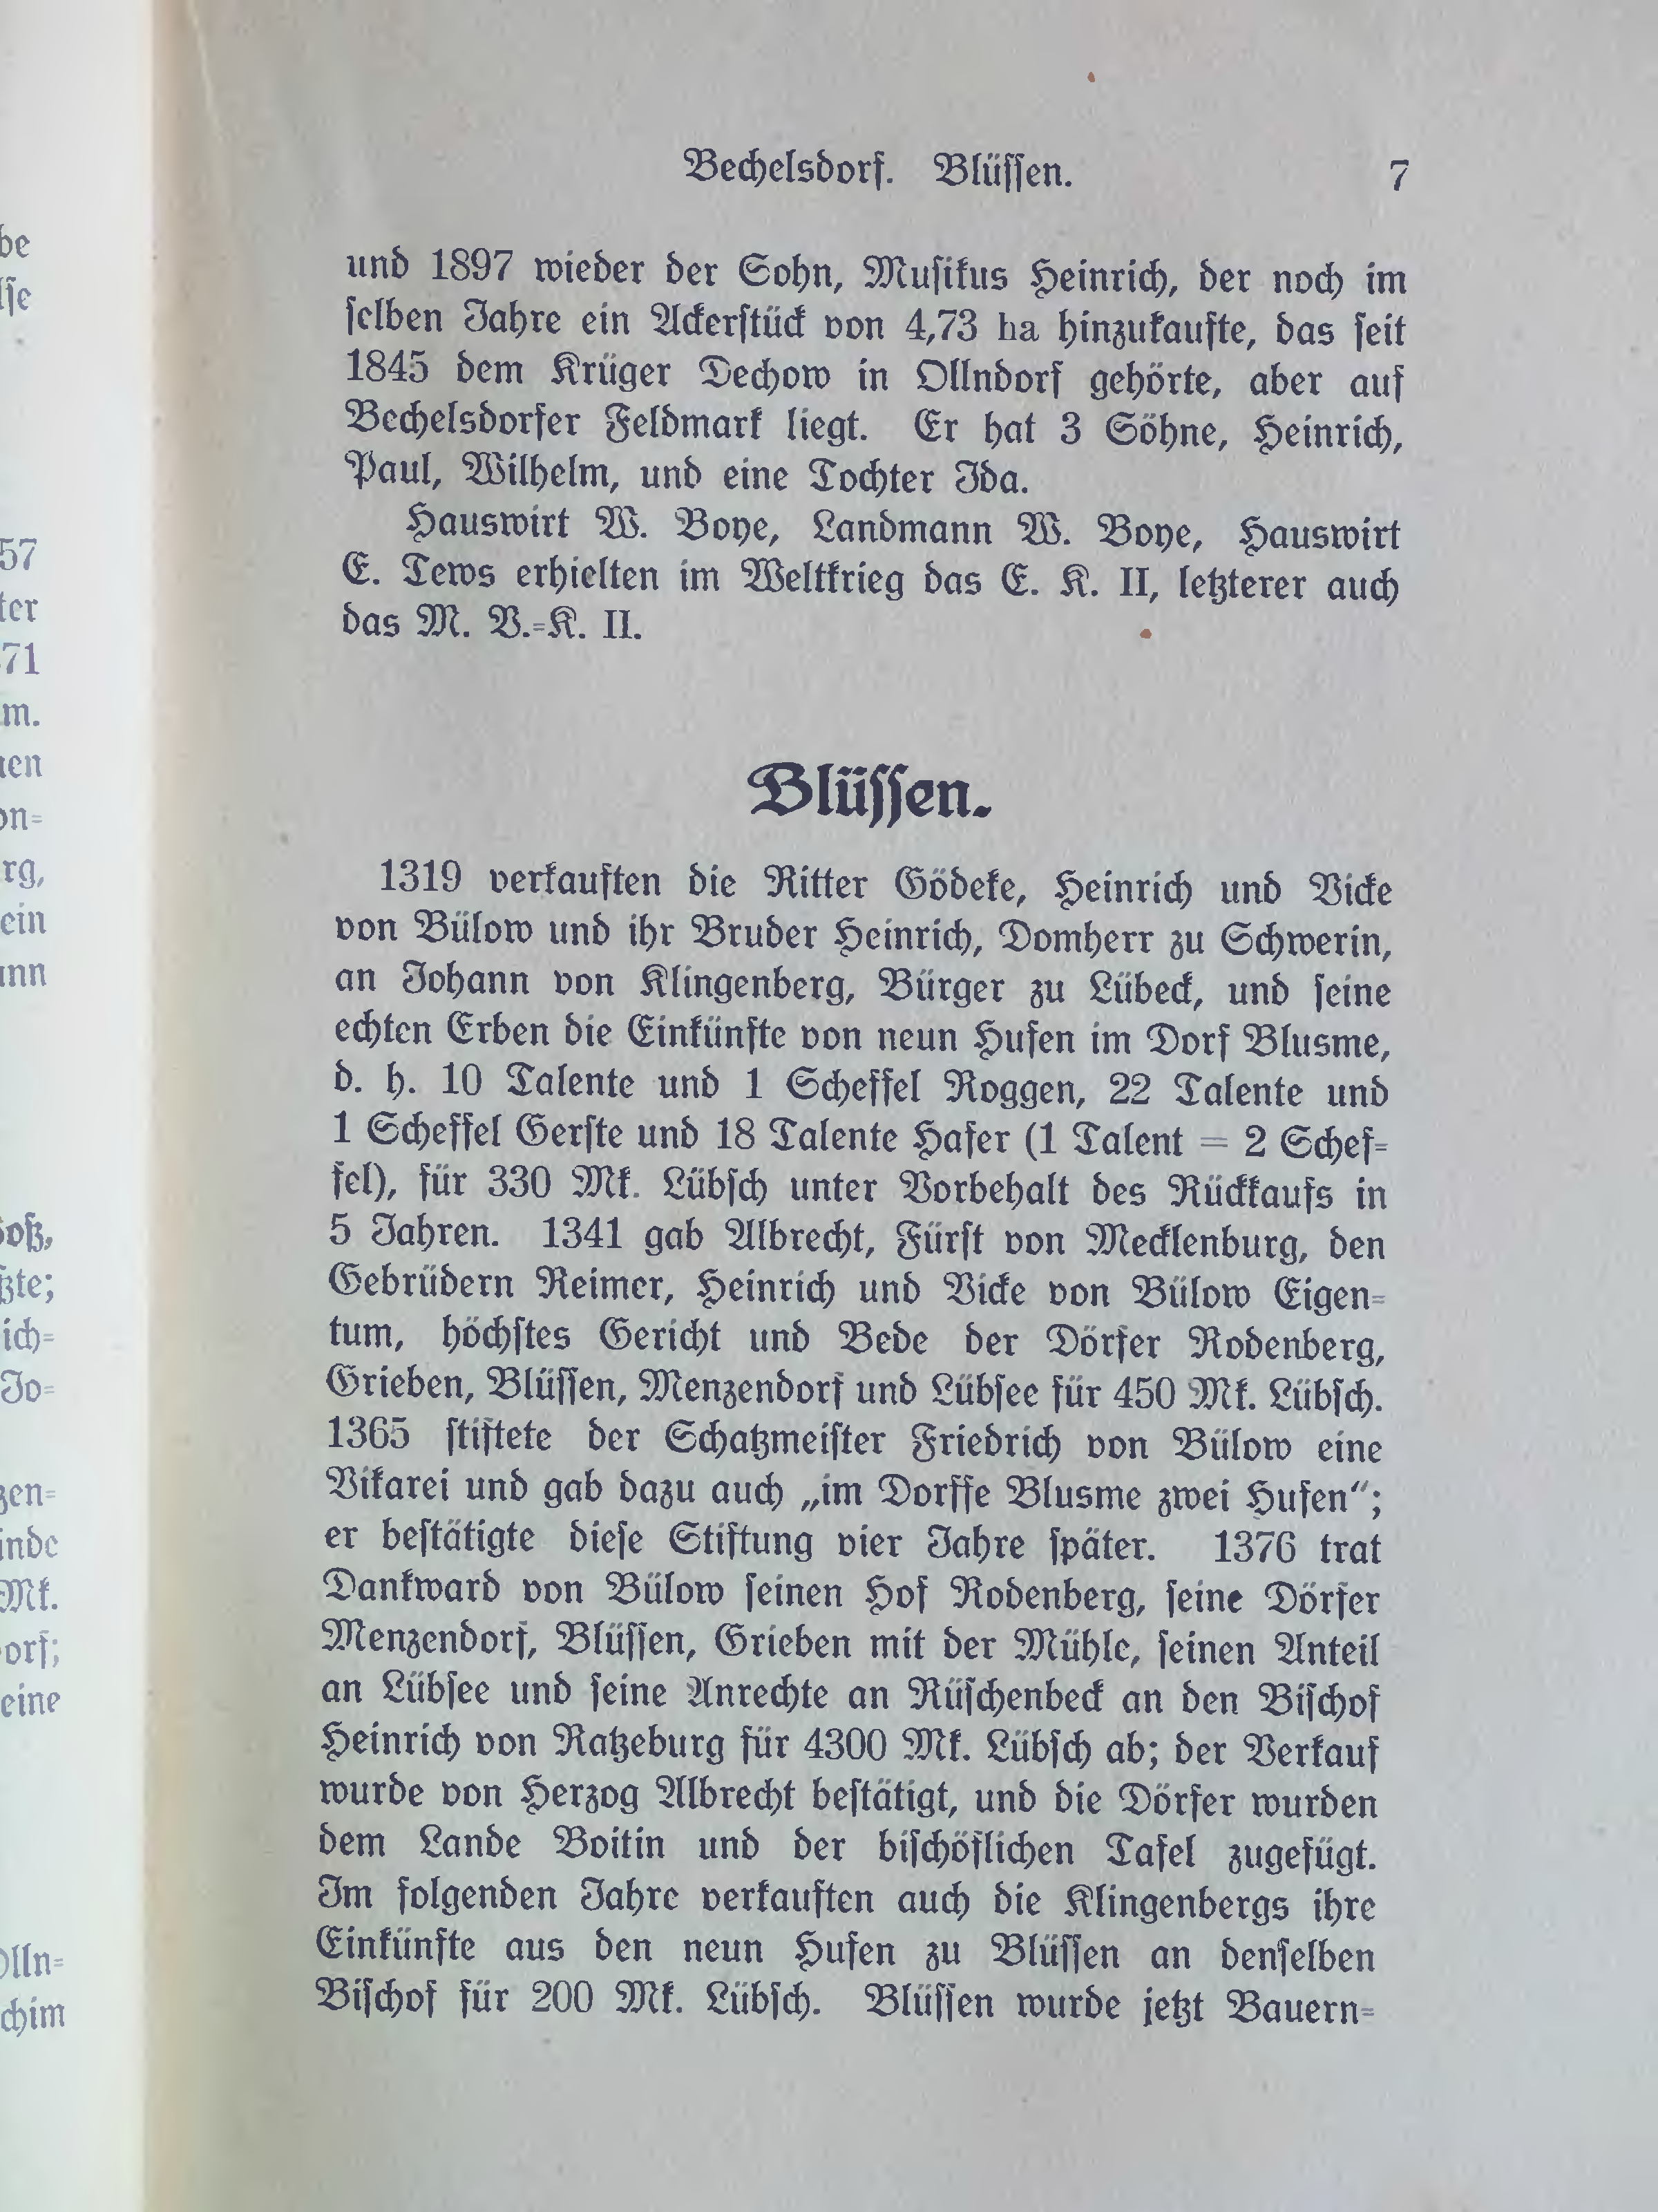 Bechelsdorf. Blüssen. 7
und 1897 wieder der Sohn, Musikus Heinrich, der noch im
selben Jahre ein Ackerstück von 4,73 ha hinzukaufte, das seit
1845 dem Krüger Dechow in Ollndorf gehörte, aber auf
Bechelsdorfer Feldmark liegt. Er hat 3 Söhne, Heinrich,
Paul, Wilhelm, und eine Tochter Ida.
Hauswirt W. Boye, Landmann W. Boye, Hauswirt
E. Tews erhielten im Weltkrieg das E. K. II, letzterer auch
das M. V.-K. II.
Blüssen.
1319 verkauften die Ritter Gödeke, Heinrich und Vicke
von Bülow und ihr Bruder Heinrich, Domherr zu Schwerin,
an Johann von Klingenberg, Bürger zu Lübeck, und seine
echten Erben die Einkünfte von neun Hufen im Dorf Blusme,
d. h. 10 Talente und 1 Scheffel Roggen, 22 Talente und
1 Scheffel Gerste und 18 Talente Hafer (1 Talent = 2 Schef-
fel), für 330 Mk. Lübsch unter Vorbehalt des Rückkaufs in
5 Jahren. 1341 gab Albrecht, Fürst von Mecklenburg, den
Gebrüdern Reimer, Heinrich und Vicke von Bülow Eigen-
tum, höchstes Gericht und Bede der Dörfer Rodenberg,
Grieben, Blüssen, Menzendorf und Lübsee für 450 Mk. Lübsch.
1365 stiftete der Schatzmeister Friedrich von Bülow eine
Vikarei und gab dazu auch „im Dorffe Blusme zwei Hufen“;
er bestätigte diese Stiftung vier Jahre später. 1376 trat
Dankward von Bülow seinen Hof Rodenberg, seine Dörfer
Menzendorf, Blüssen, Grieben mit der Mühle, seinen Anteil
an Lübsee und seine Anrechte an Rüschenbeck an den Bischof
Heinrich von Ratzeburg für 4300 Mk. Lübsch ab; der Verkauf
wurde von Herzog Albrecht bestätigt, und die Dörfer wurden
dem Lande Boitin und der bischöflichen Tafel zugefügt.
Im folgenden Jahre verkauften auch die Klingenbergs ihre
Einkünfte aus den neun Hufen zu Blüssen an denselben
Bischof für 200 Mk. Lübsch. Blüssen wurde jetzt Bauern-